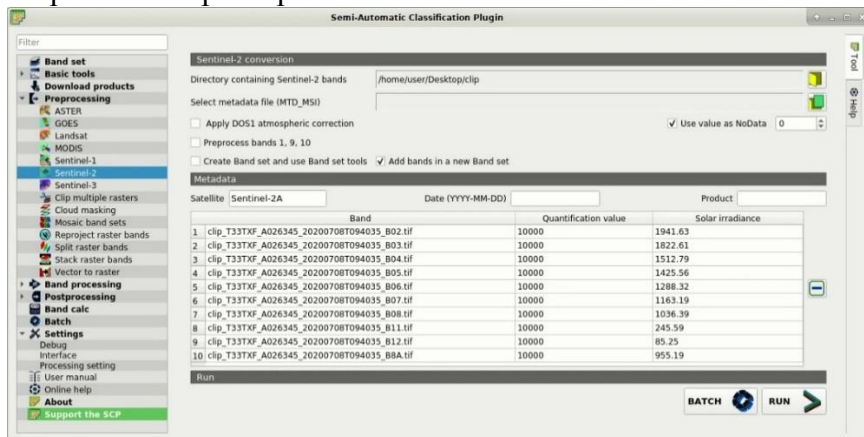 Semi-Automatic Classification Plugin
Filter
Band set
Basic tools
Download products
Preprocessing
ASTER
GOES
Landsat
MODIS
Sentinel-1
Sentinel-2
Sentinel-3
Clip multiple rasters
Cloud masking
Mosaic band sets
Reproject raster bands
Split raster bands
Stack raster bands
Vector to raster
Band processing
Postprocessing
Band calc
Batch
Settings
Debug
Interface
Processing setting
User manual
Online help
About
Support the SCP
Sentinel-2 conversion
Directory containing Sentinel-2 bands /home/user/Desktop/clip
Select metadata file (MTD_MSI)
Apply DOS1 atmospheric correction Use value as NoData 0
Preprocess bands 1, 9, 10
Create Band set and use Band set tools Add bands in a new Band set
Metadata
Satellite Sentinel-2A Date (YYYY-MM-DD) Product
Band Quantification value Solar irradiance
1 clip_T33TXF_A026345_20200708T094035_B02.tif 10000 1941.63
2 clip_T33TXF_A026345_20200708T094035_B03.tif 10000 1822.61
3 clip_T33TXF_A026345_20200708T094035_B04.tif 10000 1512.79
4 clip_T33TXF_A026345_20200708T094035_B05.tif 10000 1425.56
5 clip_T33TXF_A026345_20200708T094035_B06.tif 10000 1288.32
6 clip_T33TXF_A026345_20200708T094035_B07.tif 10000 1163.19
7 clip_T33TXF_A026345_20200708T094035_B08.tif 10000 1036.39
8 clip_T33TXF_A026345_20200708T094035_B11.tif 10000 245.59
9 clip_T33TXF_A026345_20200708T094035_B12.tif 10000 85.25
10 clip_T33TXF_A026345_20200708T094035_B8A.tif 10000 955.19
Run
BATCH RUN
Tool
Help